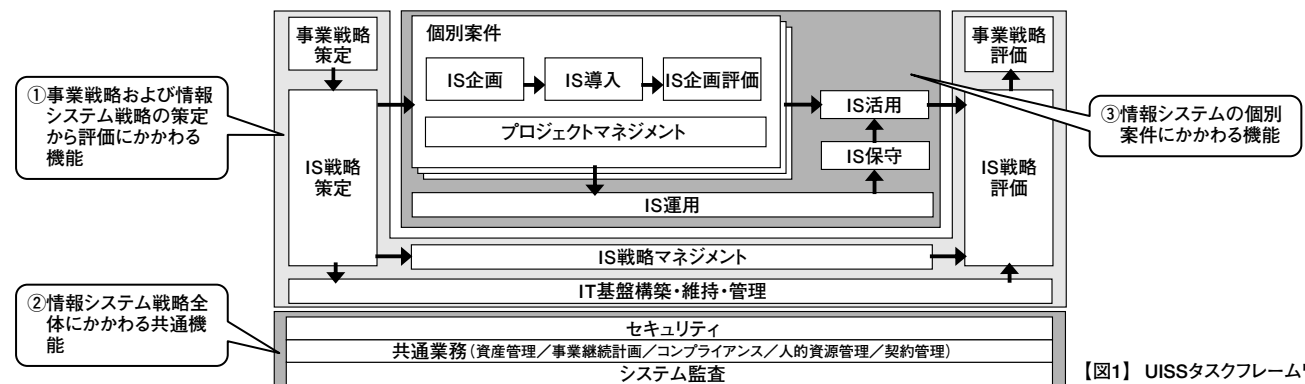 ①事業戦略および情報
システム戦略の策定
から評価にかかわる
機能
②情報システム戦略全
体にかかわる共通機
能
事業戦略
策定
IS戦略
策定
個別案件
IS企画
IS導入
IS企画評価
プロジェクトマネジメント
IS活用
IS保守
IS運用
IS戦略マネジメント
IT基盤構築・維持・管理
事業戦略
評価
IS戦略
評価
③情報システムの個別
案件にかかわる機能
セキュリティ
共通業務(資産管理/事業継続計画/コンプライアンス/人的資源管理/契約管理)
システム監査
【図1】 UISSタスクフレーム